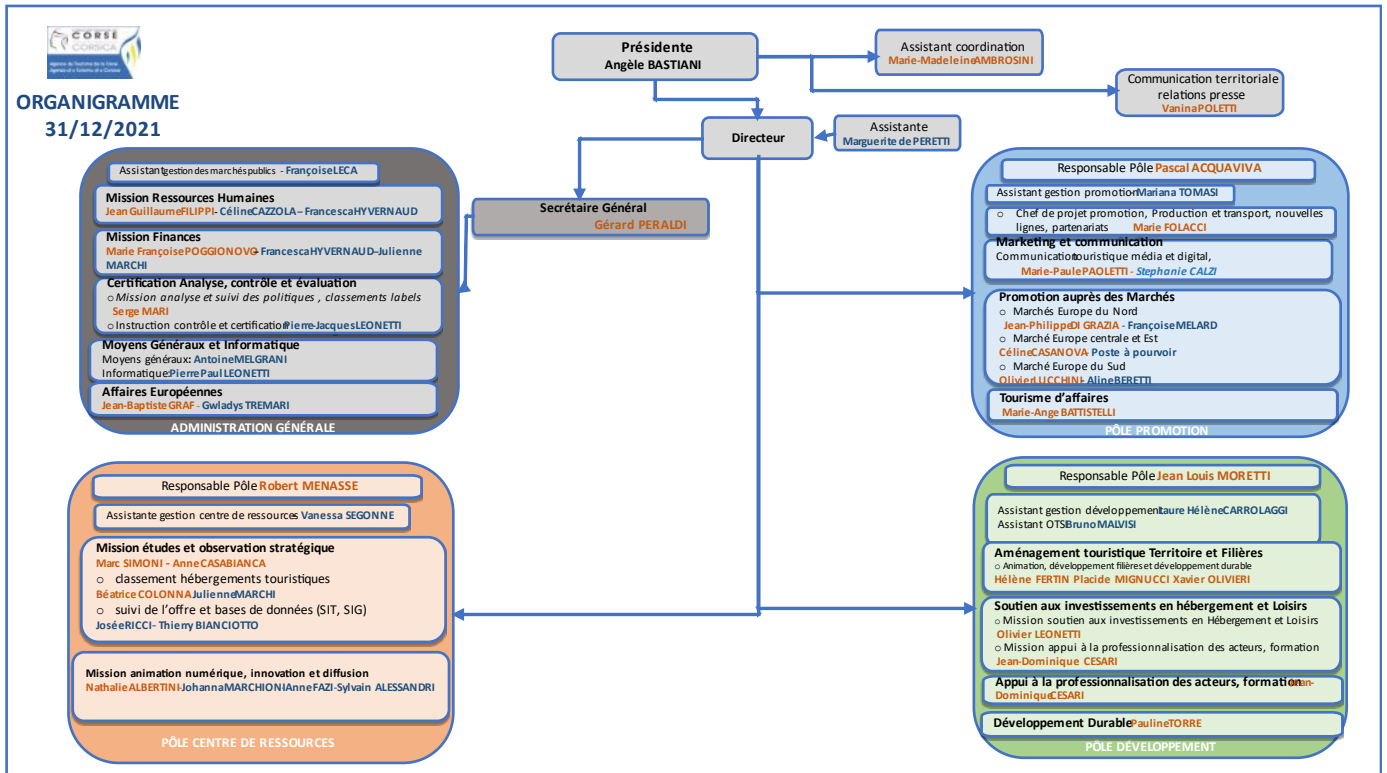 CORSE
CORSICA
Agence du Tourisme de la Corse
ORGANIGRAMME
31/12/2021
Présidente
Angèle BASTIANI
Assistant coordination
Marie-Madeleine AMBROSINI
Communication territoriale
relations presse
Vanina POLETTI
Directeur
Assistante
Marguerite de PERETTI
Secrétaire Général
Gérard PERALDI
Assistant gestion des marchés publics - Françoise LECA
Mission Ressources Humaines
Jean Guillaume FILIPPI - Céline CAZZOLA – Francesca HYVERNAUD
Mission Finances
Marie Françoise POGGIONOVO - Francesca HYVERNAUD – Julienne
MARCHI
Certification Analyse, contrôle et évaluation
○ Mission analyse et suivi des politiques , classements labels
Serge MARI
○ Instruction contrôle et certification Pierre-Jacques LEONETTI
Moyens Généraux et Informatique
Moyens généraux: Antoine MELGRANI
Informatique: Pierre Paul LEONETTI
Affaires Européennes
Jean-Baptiste GRAF - Gwladys TREMARI
ADMINISTRATION GÉNÉRALE
Responsable Pôle Pascal ACQUAVIVA
Assistant gestion promotion Mariana TOMASI
○ Chef de projet promotion, Production et transport, nouvelles
lignes, partenariats Marie FOLACCI
Marketing et communication
Communication touristique média et digital,
Marie-Paule PAOLETTI - Stephanie CALZI
Promotion auprès des Marchés
○ Marchés Europe du Nord
Jean-Philippe DI GRAZIA - Françoise MELARD
○ Marché Europe centrale et Est
Céline CASANOVA - Poste à pourvoir
○ Marché Europe du Sud
Olivier LUCCHINI - Aline BERETTI
Tourisme d'affaires
Marie-Ange BATTISTELLI
PÔLE PROMOTION
Responsable Pôle Robert MENASSE
Assistante gestion centre de ressources Vanessa SEGONNE
Mission études et observation stratégique
Marc SIMONI - Anne CASABIANCA
○ classement hébergements touristiques
Béatrice COLONNA Julienne MARCHI
○ suivi de l'offre et bases de données (SIT, SIG)
Josée RICCI - Thierry BIANCIOTTO
Mission animation numérique, innovation et diffusion
Nathalie ALBERTINI - Johanna MARCHIONI - Anne FAZI - Sylvain ALESSANDRI
PÔLE CENTRE DE RESSOURCES
Responsable Pôle Jean Louis MORETTI
Assistant gestion développement Laure Hélène CARROLAGGI
Assistant OTSI Bruno MALVISI
Aménagement touristique Territoire et Filières
○ Animation, développement filières et développement durable
Hélène FERTIN Placide MIGNUCCI Xavier OLIVIERI
Soutien aux investissements en hébergement et Loisirs
○ Mission soutien aux investissements en Hébergement et Loisirs
Olivier LEONETTI
○ Mission appui à la professionnalisation des acteurs, formation
Jean-Dominique CESARI
Appui à la professionnalisation des acteurs, formation Jean-
Dominique CESARI
Développement Durable Pauline TORRE
PÔLE DÉVELOPPEMENT